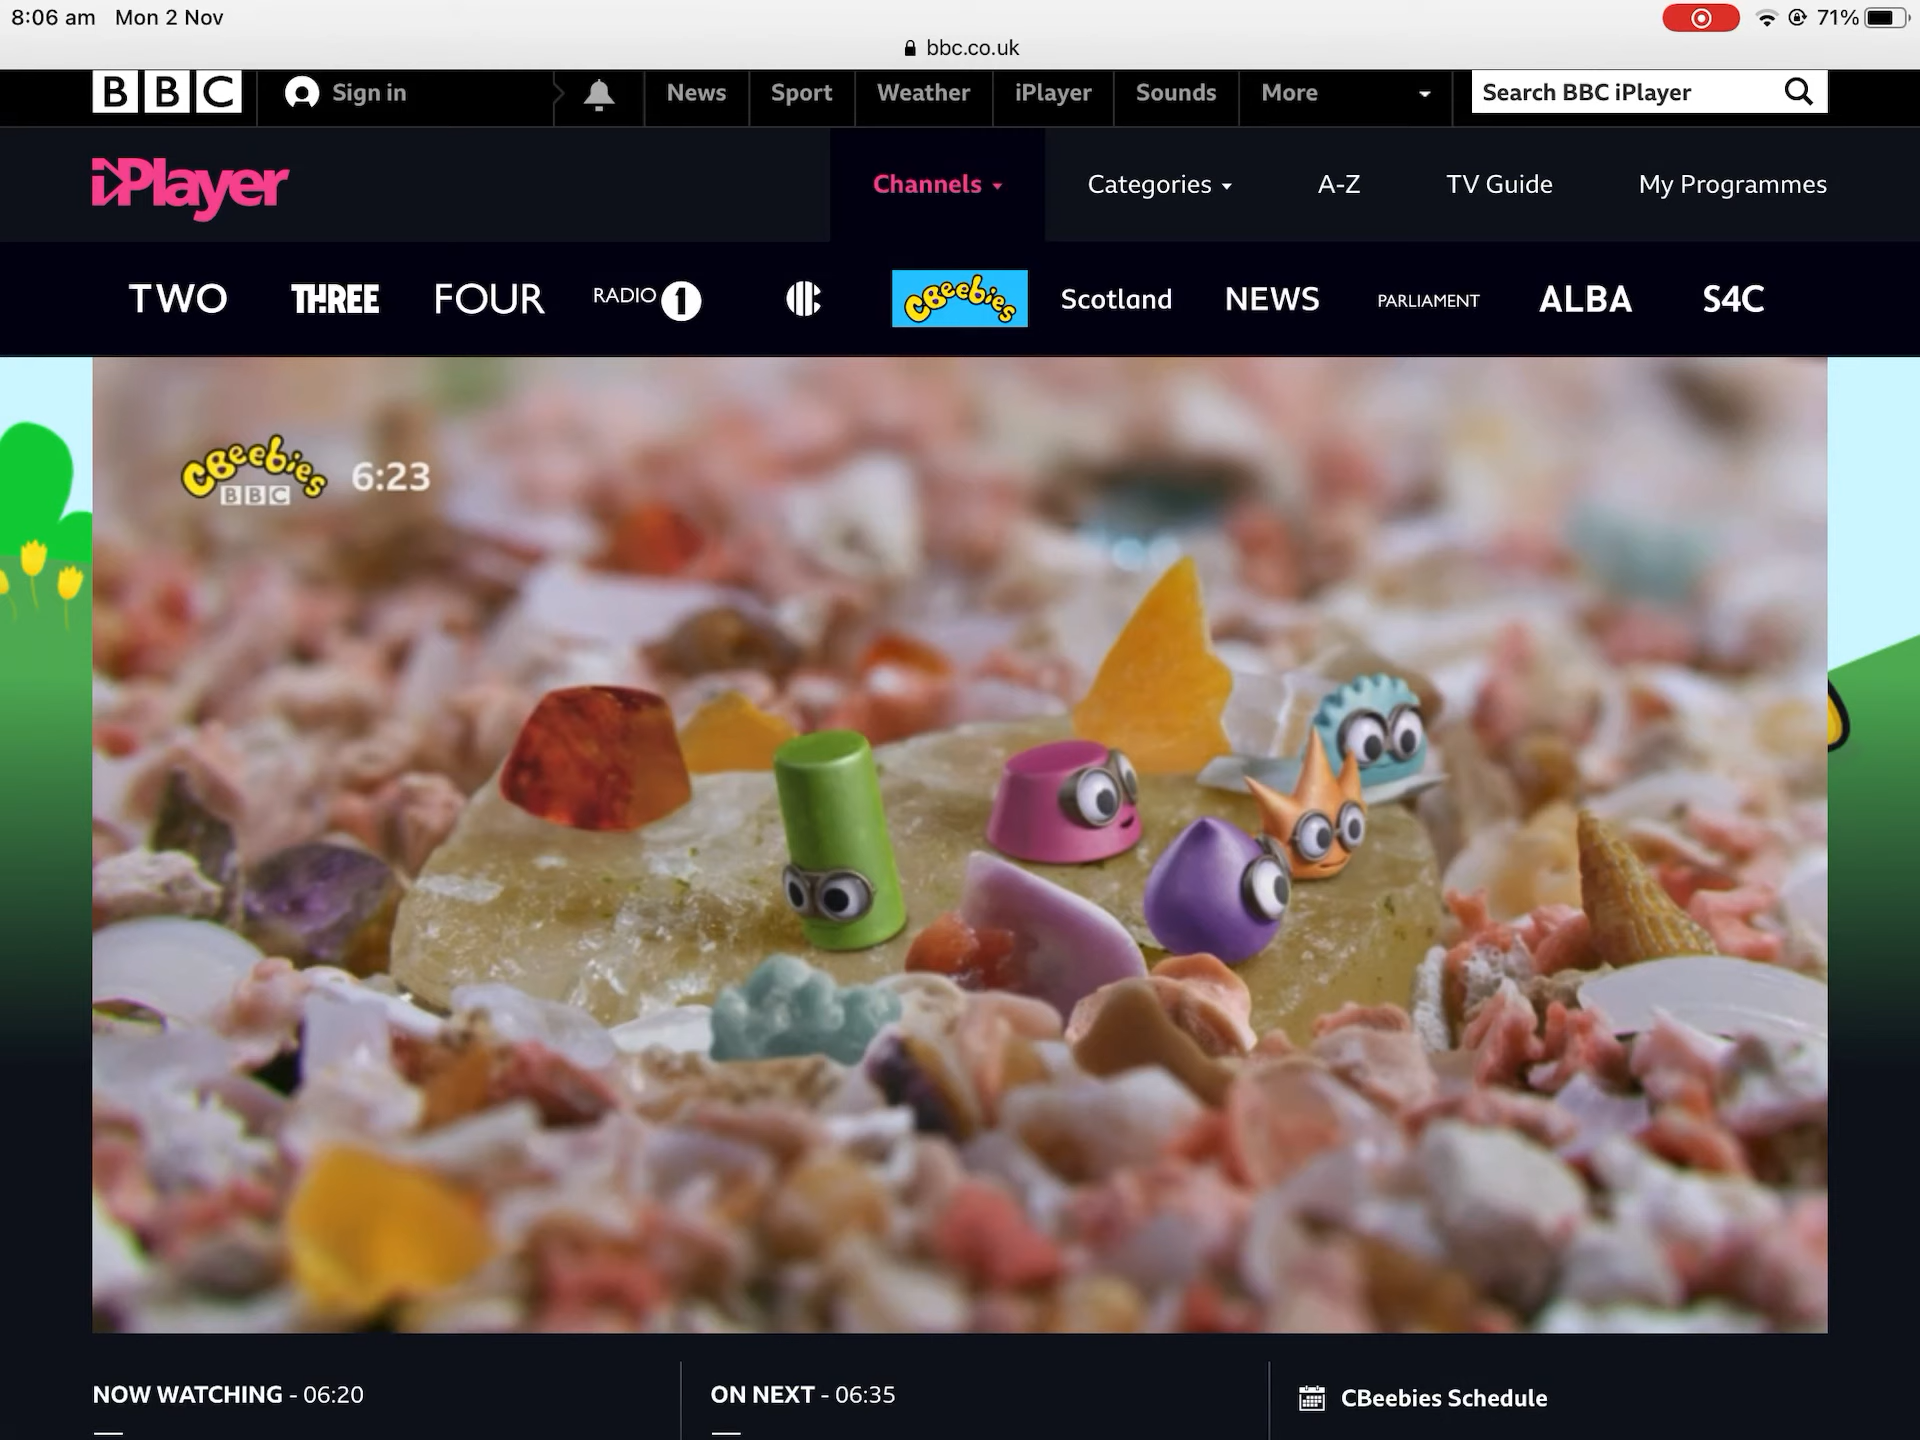 8:06 am Mon 2 Nov
71%
bbc.co.uk
BBC Sign in News Sport Weather iPlayer Sounds More Search BBC iPlayer
iPlayer Channels Categories A-Z TV Guide My Programmes
TWO THREE FOUR RADIO 1 CBeebies Scotland NEWS PARLIAMENT ALBA S4C
CBeebies 6:23
BBC
NOW WATCHING - 06:20 ON NEXT - 06:35 CBeebies Schedule